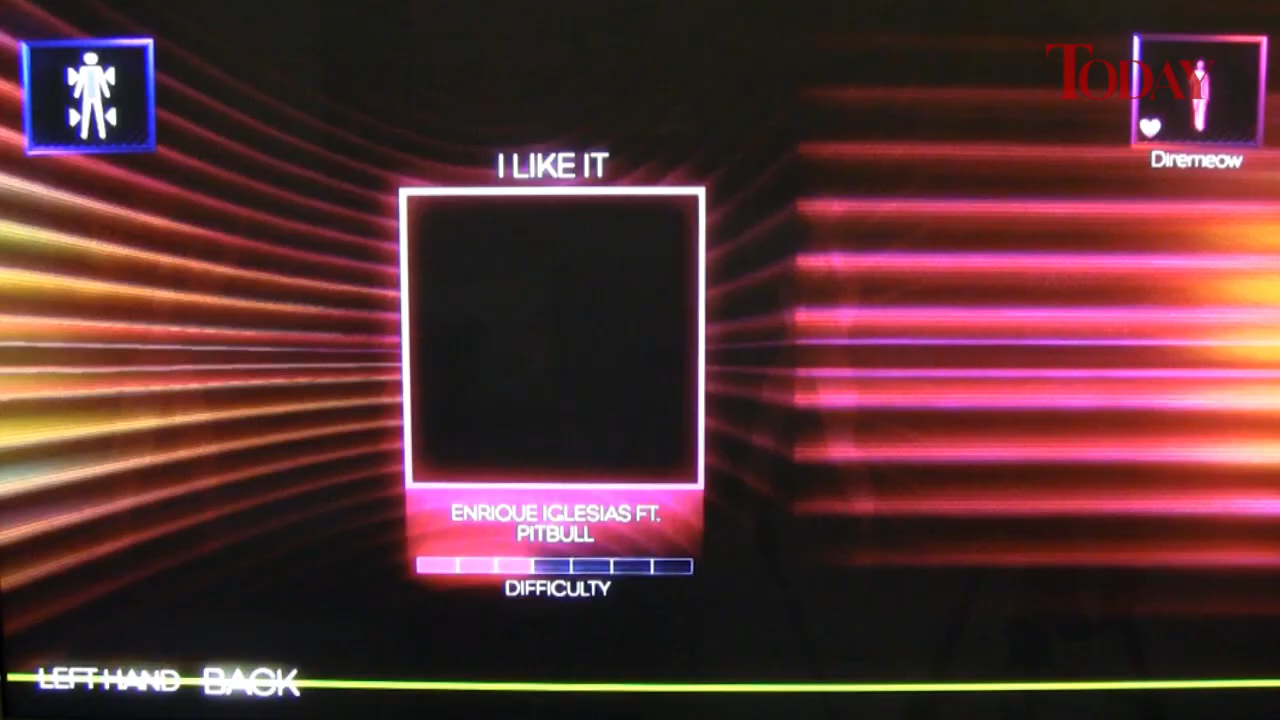 TODAY
Diremeow
I LIKE IT
ENRIQUE IGLESIAS FT.
PITBULL
DIFFICULTY
LEFT HAND BACK